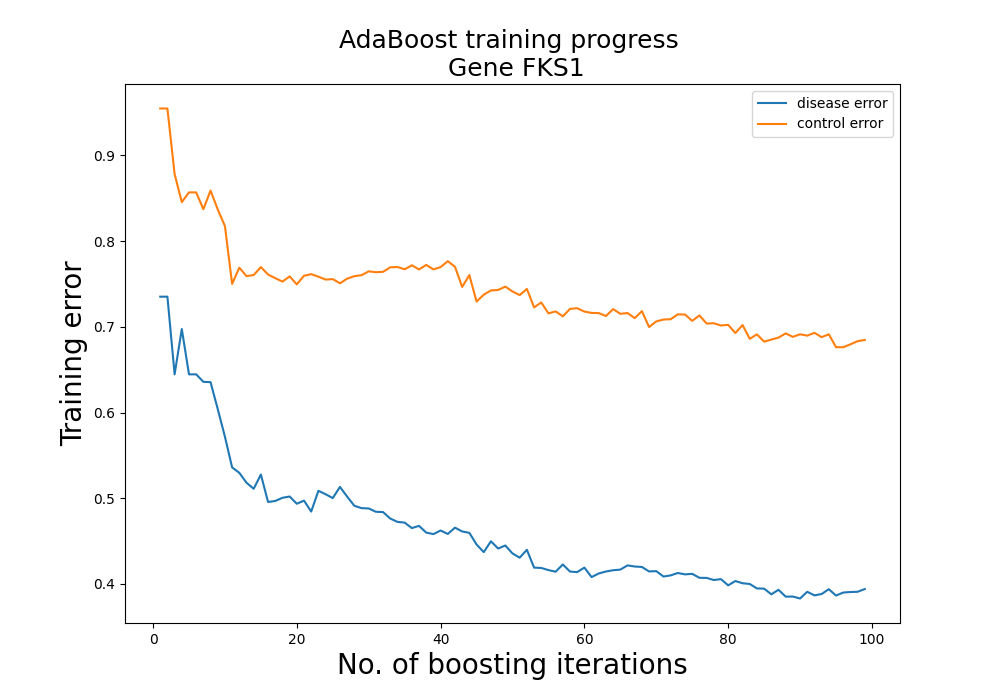 AdaBoost training progress
Gene FKS1
disease error
control error
Training error
0.9
0.8
0.7
0.6
0.5
0.4
0 20 40 60 80 100
No. of boosting iterations